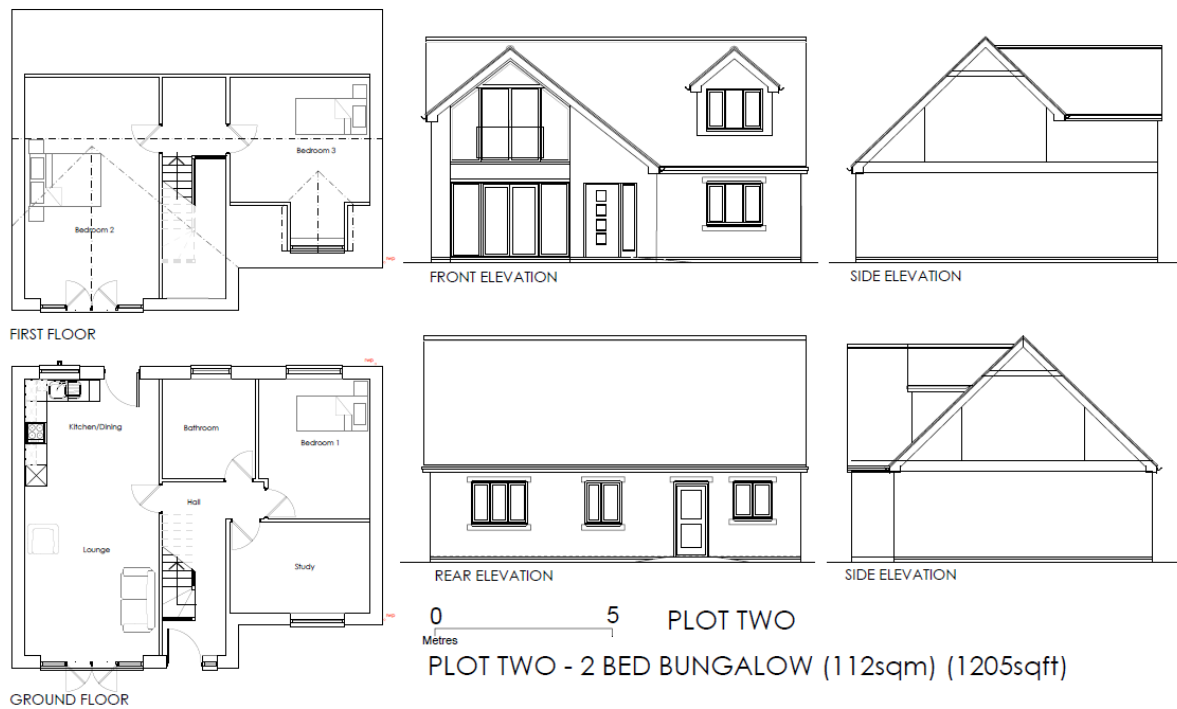 Bedroom 3
Bedroom 2
FIRST FLOOR
FRONT ELEVATION
SIDE ELEVATION
Kitchen/Dining
Bathroom
Bedroom 1
Hall
Lounge
Study
GROUND FLOOR
REAR ELEVATION
SIDE ELEVATION
0 5
Metres
PLOT TWO
PLOT TWO - 2 BED BUNGALOW (112sqm) (1205sqft)